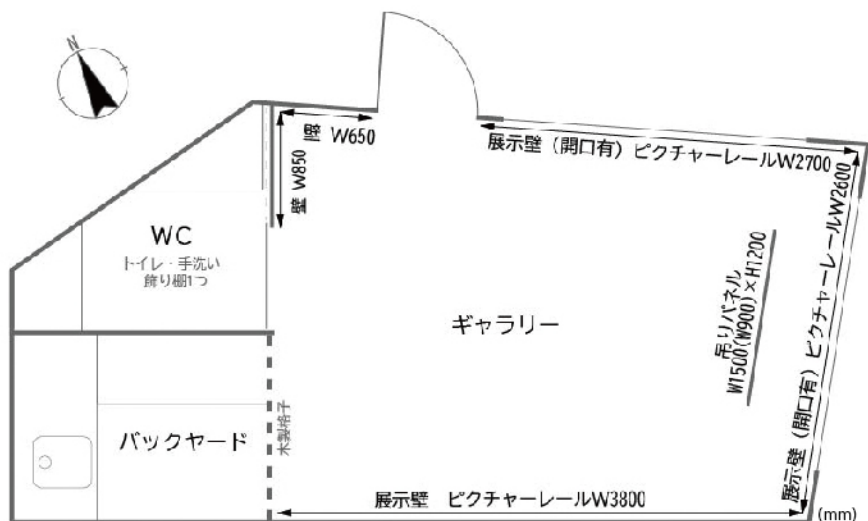 N
壁 W650
壁 W850
展示壁（開口有）ピクチャーレールW2700
展示壁（開口有）ピクチャーレールW2600
WC
トイレ・手洗い
飾り棚1つ
吊りパネル
W1500(W900)×H1200
ギャラリー
バックヤード
木製格子
展示壁　ピクチャーレールW3800
(mm)